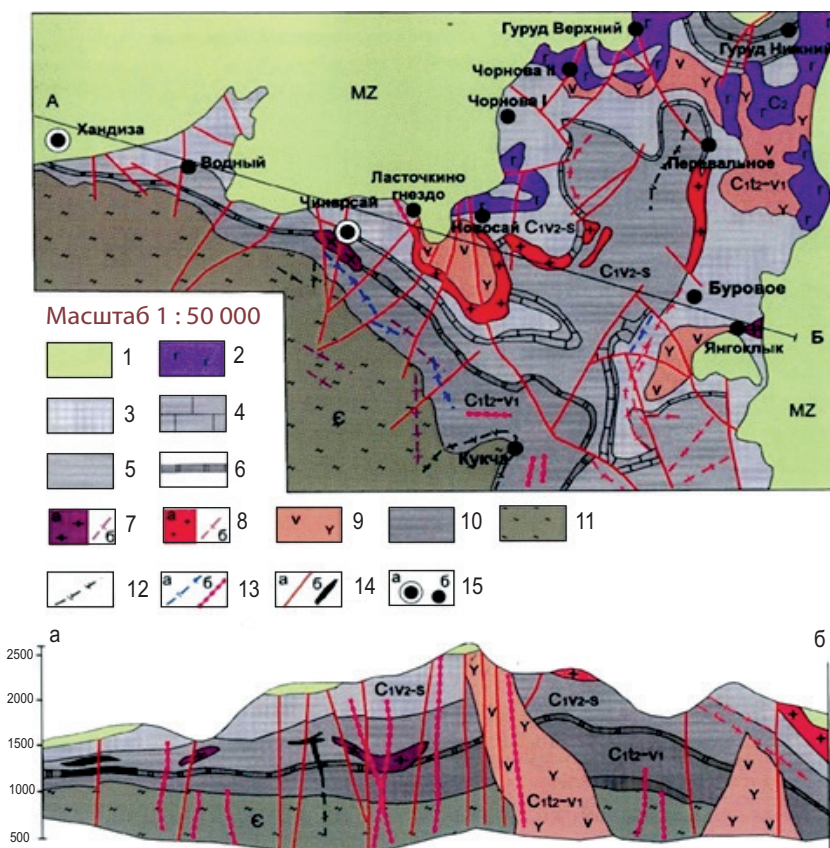 Гуруд Верхний
Гуруд Нижний
Чорнова II
С₂
MZ
А
Чорнова I
Хандиза
Перевальное
Водный
Ласточкино
гнездо
C₁t₂-v₁
Чинарсай
Новосай C₁V₂-s
C₁V₂-s
Буровое
Масштаб 1 : 50 000
Б
Янгоклык
1 2
C₁t₂-v₁
MZ
3 4
Є
Кукча
5 6
а б 7 а б 8 9 10 11
12 а б 13 а б 14 а б 15
а б
2500
C₁V₂-s
2000
C₁V₂-s
1500
C₁t₂-v₁
1000
C₁t₂-v₁
Є
500